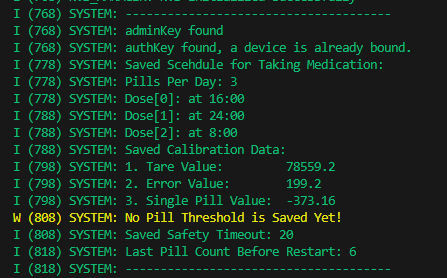 I (768) SYSTEM: --------------------------------------
I (768) SYSTEM: adminKey found
I (768) SYSTEM: authKey found, a device is already bound.
I (778) SYSTEM: Saved Scehdule for Taking Medication:
I (778) SYSTEM: Pills Per Day: 3
I (778) SYSTEM: Dose[0]: at 16:00
I (788) SYSTEM: Dose[1]: at 24:00
I (788) SYSTEM: Dose[2]: at 8:00
I (788) SYSTEM: Saved Calibration Data:
I (798) SYSTEM: 1. Tare Value:        78559.2
I (798) SYSTEM: 2. Error Value:       199.2
I (798) SYSTEM: 3. Single Pill Value:  -373.16
W (808) SYSTEM: No Pill Threshold is Saved Yet!
I (808) SYSTEM: Saved Safety Timeout: 20
I (818) SYSTEM: Last Pill Count Before Restart: 6
I (818) SYSTEM: --------------------------------------